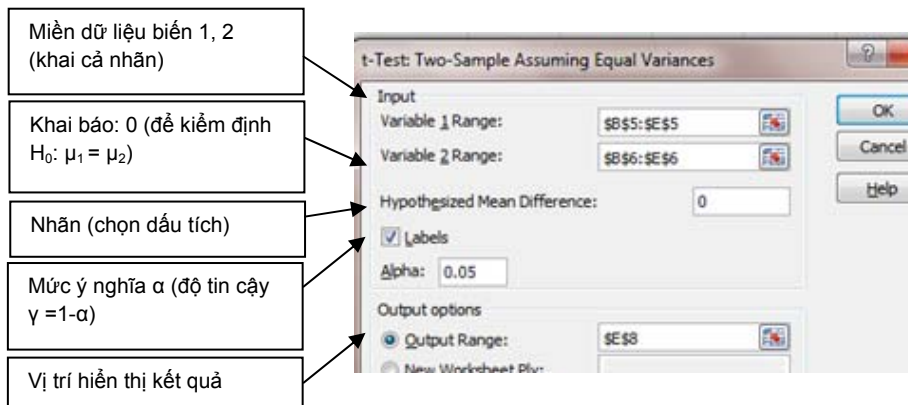 Miền dữ liệu biến 1, 2
(khai cả nhãn)
Khai báo: 0 (để kiểm định
H₀: μ₁ = μ₂)
Nhãn (chọn dấu tích)
Mức ý nghĩa α (độ tin cậy
γ =1-α)
Vị trí hiển thị kết quả
t-Test: Two-Sample Assuming Equal Variances
Input
Variable 1 Range:
$B$5:$E$5
Variable 2 Range:
$B$6:$E$6
Hypothesized Mean Difference:
0
Labels
Alpha:
0.05
Output options
Output Range:
$E$8
New Worksheet Ply:
OK
Cancel
Help